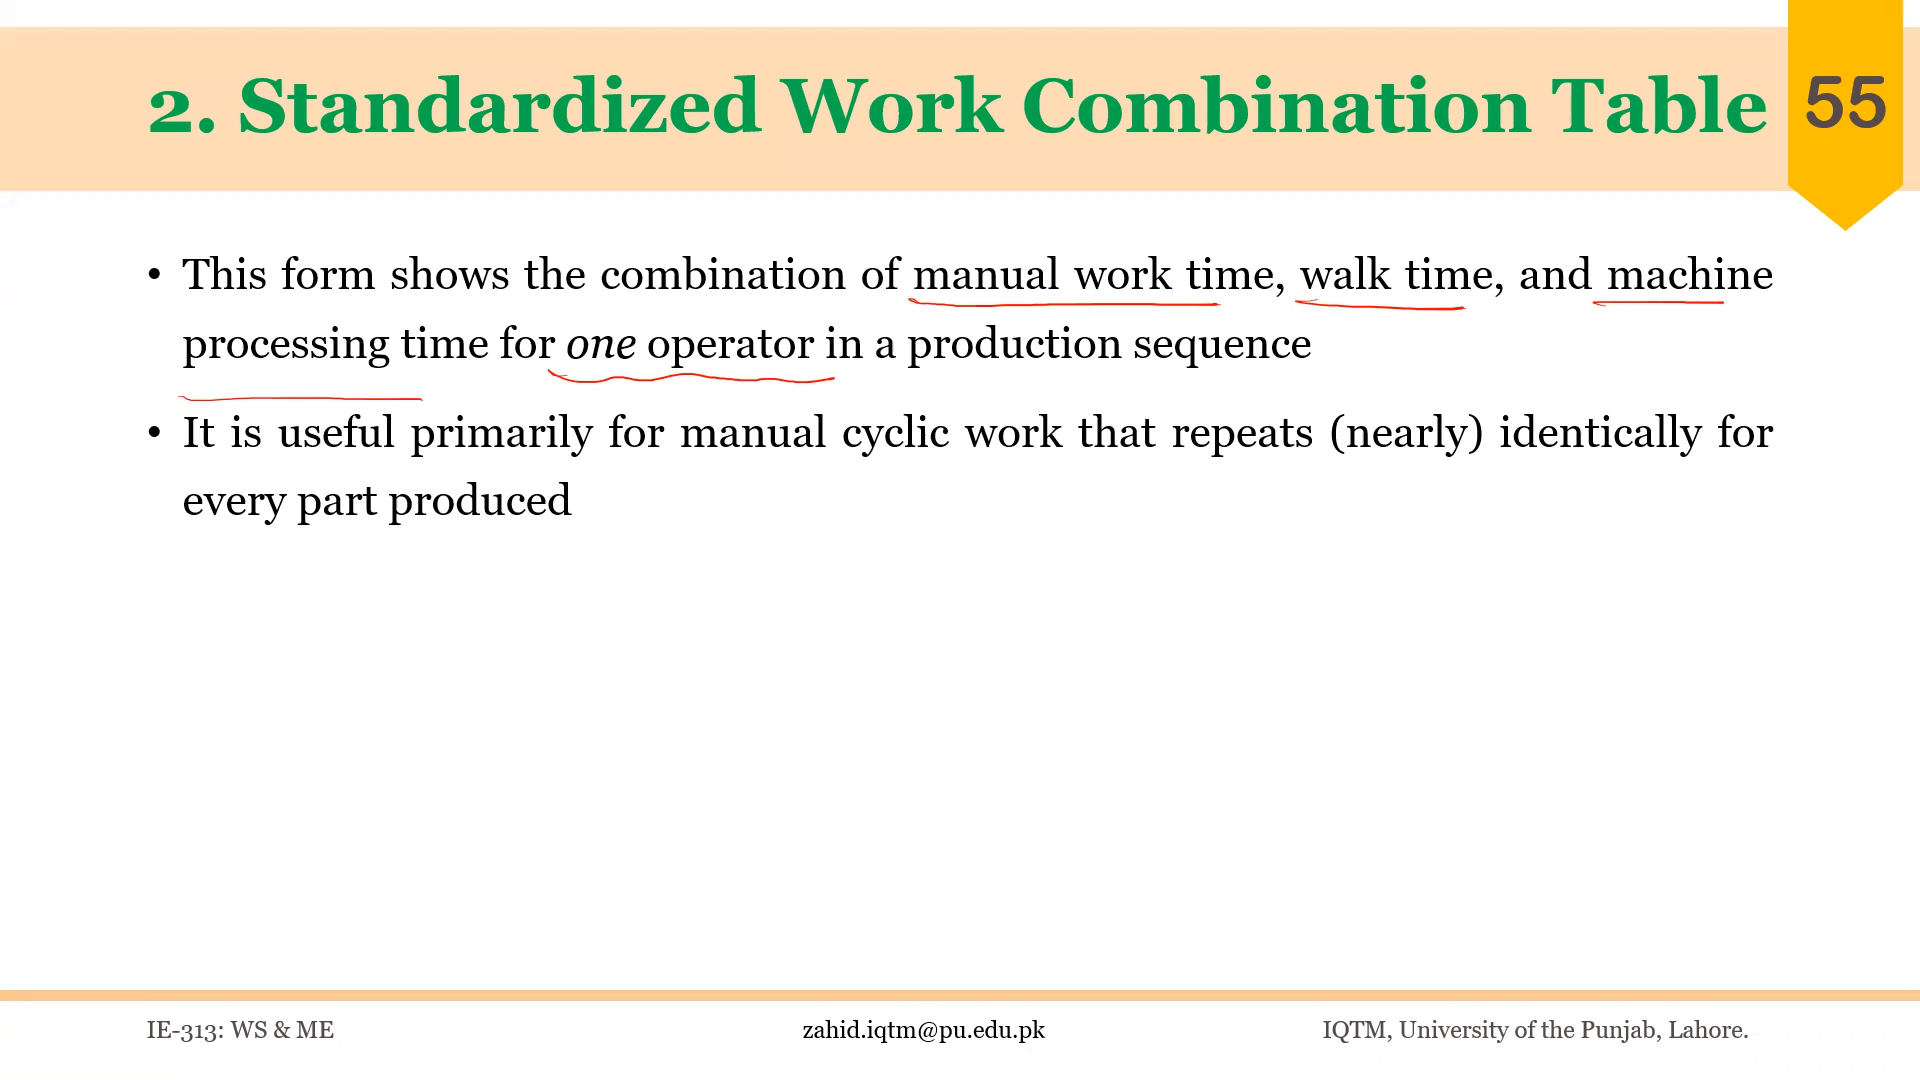 2. Standardized Work Combination Table
55
• This form shows the combination of manual work time, walk time, and machine
processing time for one operator in a production sequence
• It is useful primarily for manual cyclic work that repeats (nearly) identically for
every part produced
IE-313: WS & ME
zahid.iqtm@pu.edu.pk
IQTM, University of the Punjab, Lahore.